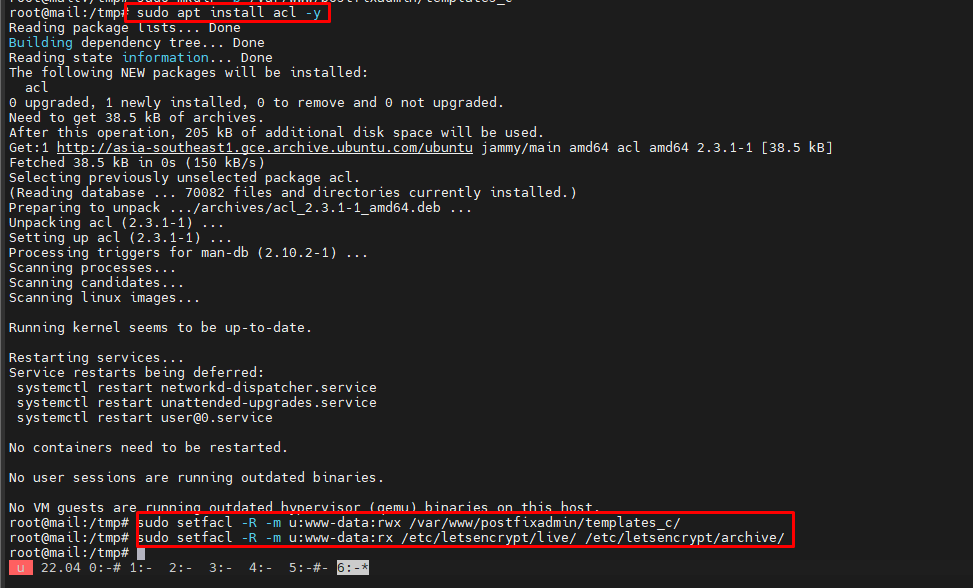 root@mail:/tmp# sudo apt install acl -y
Reading package lists... Done
Building dependency tree... Done
Reading state information... Done
The following NEW packages will be installed:
  acl
0 upgraded, 1 newly installed, 0 to remove and 0 not upgraded.
Need to get 38.5 kB of archives.
After this operation, 205 kB of additional disk space will be used.
Get:1 http://asia-southeast1.gce.archive.ubuntu.com/ubuntu jammy/main amd64 acl amd64 2.3.1-1 [38.5 kB]
Fetched 38.5 kB in 0s (150 kB/s)
Selecting previously unselected package acl.
(Reading database ... 70082 files and directories currently installed.)
Preparing to unpack .../archives/acl_2.3.1-1_amd64.deb ...
Unpacking acl (2.3.1-1) ...
Setting up acl (2.3.1-1) ...
Processing triggers for man-db (2.10.2-1) ...
Scanning processes...
Scanning candidates...
Scanning linux images...
Running kernel seems to be up-to-date.
Restarting services...
Service restarts being deferred:
 systemctl restart networkd-dispatcher.service
 systemctl restart unattended-upgrades.service
 systemctl restart user@0.service
No containers need to be restarted.
No user sessions are running outdated binaries.
No VM guests are running outdated hypervisor (qemu) binaries on this host.
root@mail:/tmp# sudo setfacl -R -m u:www-data:rwx /var/www/postfixadmin/templates_c/
root@mail:/tmp# sudo setfacl -R -m u:www-data:rx /etc/letsencrypt/live/ /etc/letsencrypt/archive/
root@mail:/tmp#
u 22.04 0:-# 1:- 2:- 3:- 4:- 5:-#- 6:-*